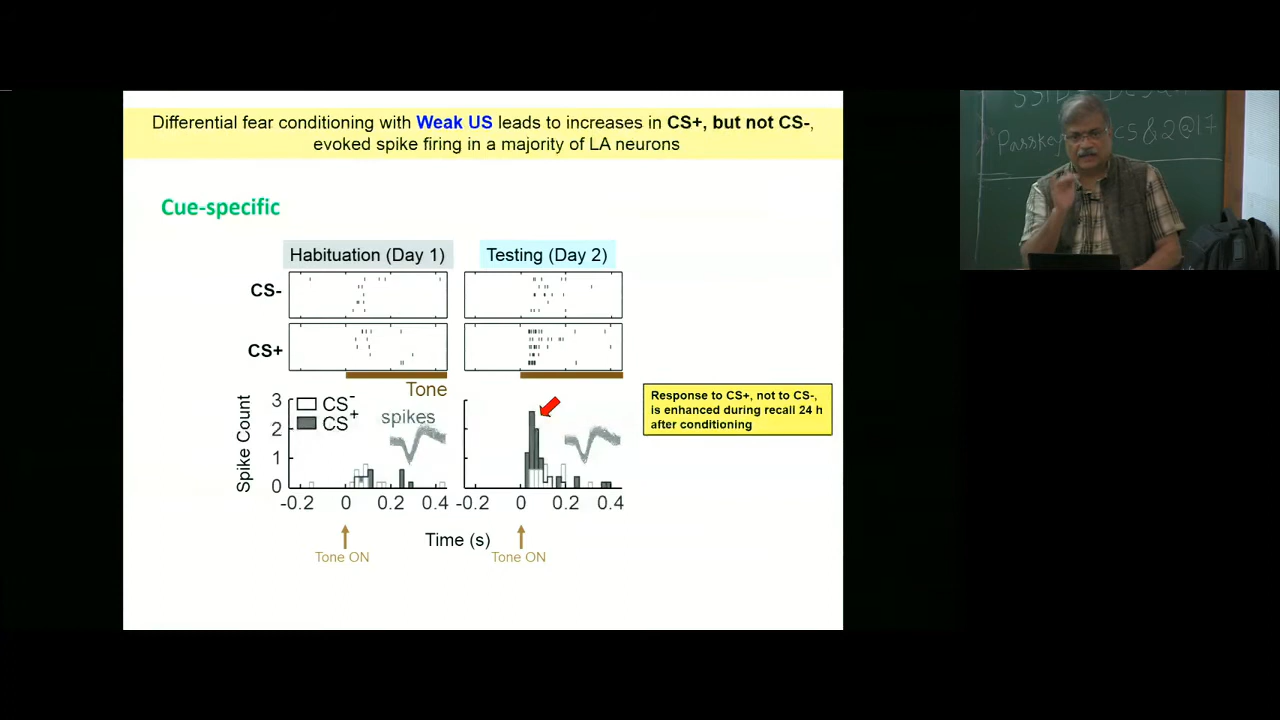 Differential fear conditioning with Weak US leads to increases in CS+, but not CS-,
evoked spike firing in a majority of LA neurons
Cue-specific
Habituation (Day 1)
Testing (Day 2)
CS-
CS+
Tone
Spike Count
3
2
1
0
CS-
CS+
spikes
-0.2 0 0.2 0.4
-0.2 0 0.2 0.4
Time (s)
Tone ON
Tone ON
Response to CS+, not to CS-,
is enhanced during recall 24 h
after conditioning